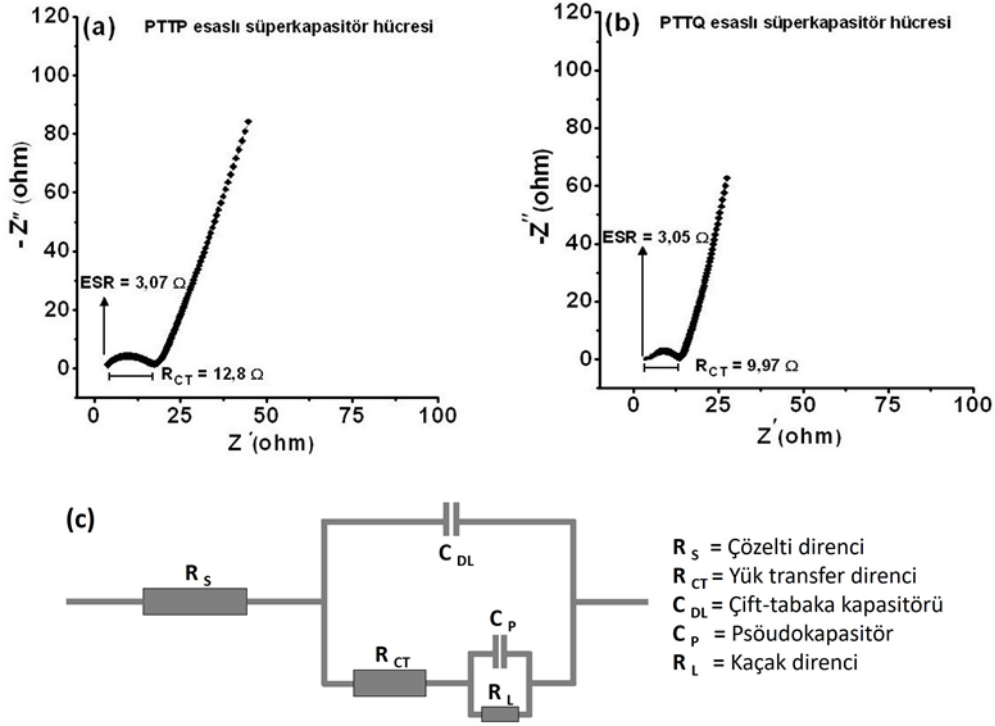 (a) PTTP esaslı süperkapasitör hücresi
120
100
80
60
40
20
0
- Z" (ohm)
ESR = 3,07 Ω
R CT = 12,8 Ω
0 25 50 75 100
Z ' (ohm)
(b) PTTQ esaslı süperkapasitör hücresi
120
100
80
60
40
20
0
-Z" (ohm)
ESR = 3,05 Ω
R CT = 9,97 Ω
0 25 50 75 100
Z' (ohm)
(c)
R S
C DL
R CT
C P
R L
R S = Çözelti direnci
R CT = Yük transfer direnci
C DL = Çift-tabaka kapasitörü
C P = Psöudokapasitör
R L = Kaçak direnci